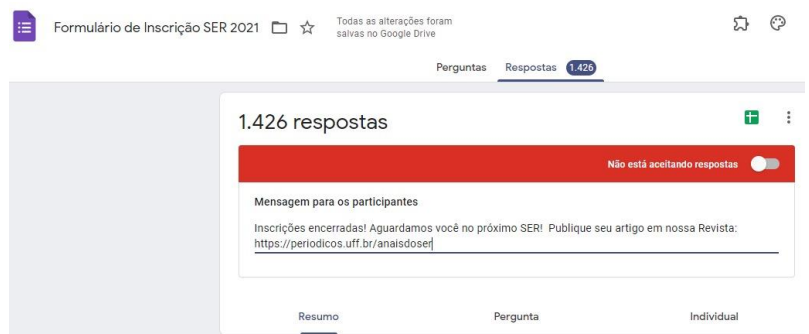 Formulário de Inscrição SER 2021
Todas as alterações foram
salvas no Google Drive
Perguntas Respostas 1.426
1.426 respostas
Não está aceitando respostas
Mensagem para os participantes
Inscrições encerradas! Aguardamos você no próximo SER! Publique seu artigo em nossa Revista:
https://periodicos.uff.br/anaisdoser
Resumo Pergunta Individual